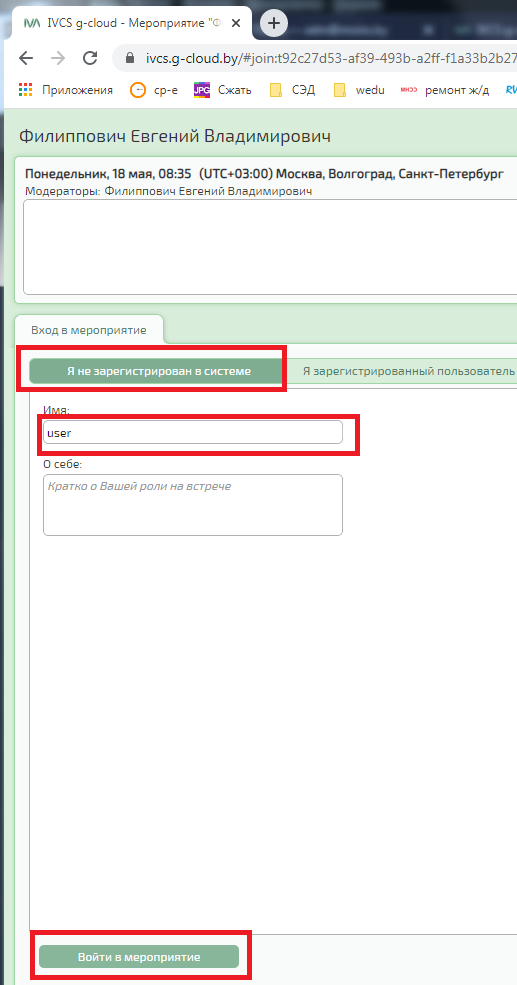 IVCS g-cloud - Мероприятие "Ф
ivcs.g-cloud.by/#join:t92c27d53-af39-493b-a2ff-f1a33b2b27
Приложения ср-е JPG Сжать СЭД wedu ремонт ж/д
Филиппович Евгений Владимирович
Понедельник, 18 мая, 08:35 (UTC+03:00) Москва, Волгоград, Санкт-Петербург
Модераторы: Филиппович Евгений Владимирович
Вход в мероприятие
Я не зарегистрирован в системе Я зарегистрированный пользователь
Имя:
user
О себе:
Кратко о Вашей роли на встрече
Войти в мероприятие